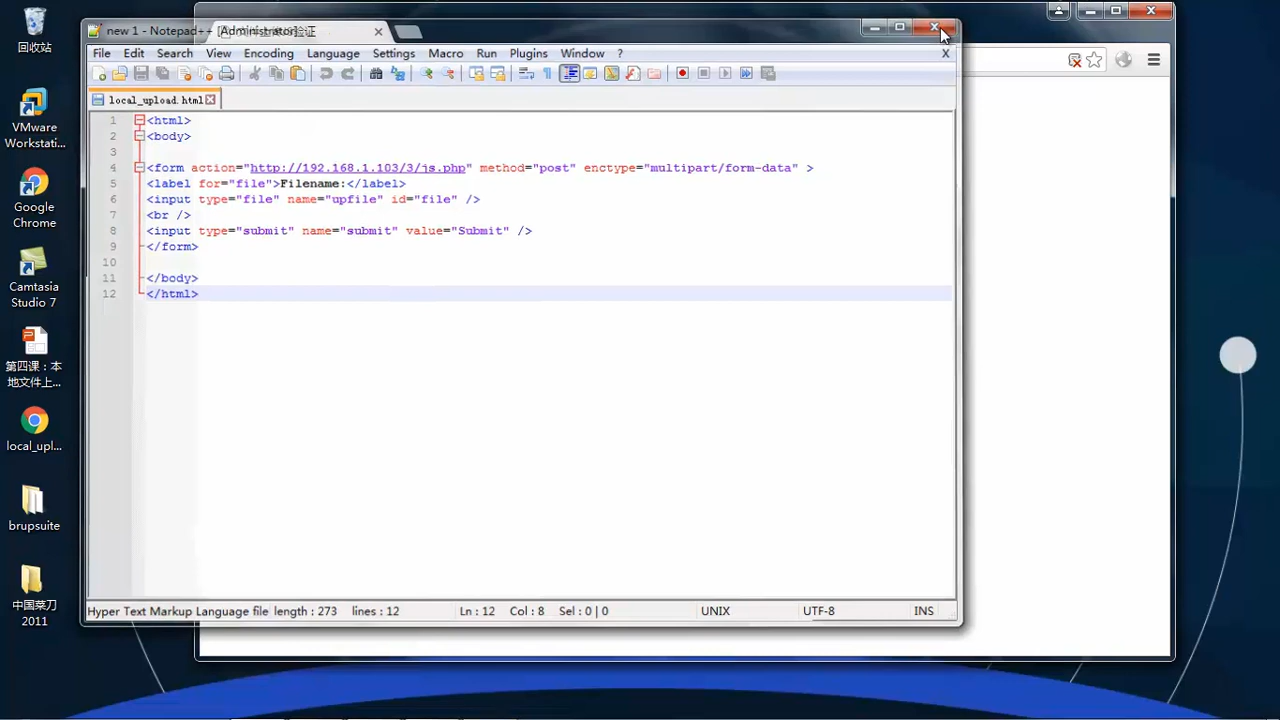 回收站
VMware
Workstati...
Google
Chrome
Camtasia
Studio 7
第四课：本
地文件上...
local_upl...
brupsuite
中国菜刀
2011
new 1 - Notepad++ [Administrator]
File Edit Search View Encoding Language Settings Macro Run Plugins Window ? X
local_upload.html
1 <html>
2 <body>
3
4 <form action="http://192.168.1.103/3/js.php" method="post" enctype="multipart/form-data" >
5 <label for="file">Filename:</label>
6 <input type="file" name="upfile" id="file" />
7 <br />
8 <input type="submit" name="submit" value="Submit" />
9 </form>
10
11 </body>
12 </html>
Hyper Text Markup Language file length : 273 lines : 12 Ln : 12 Col : 8 Sel : 0 | 0 UNIX UTF-8 INS